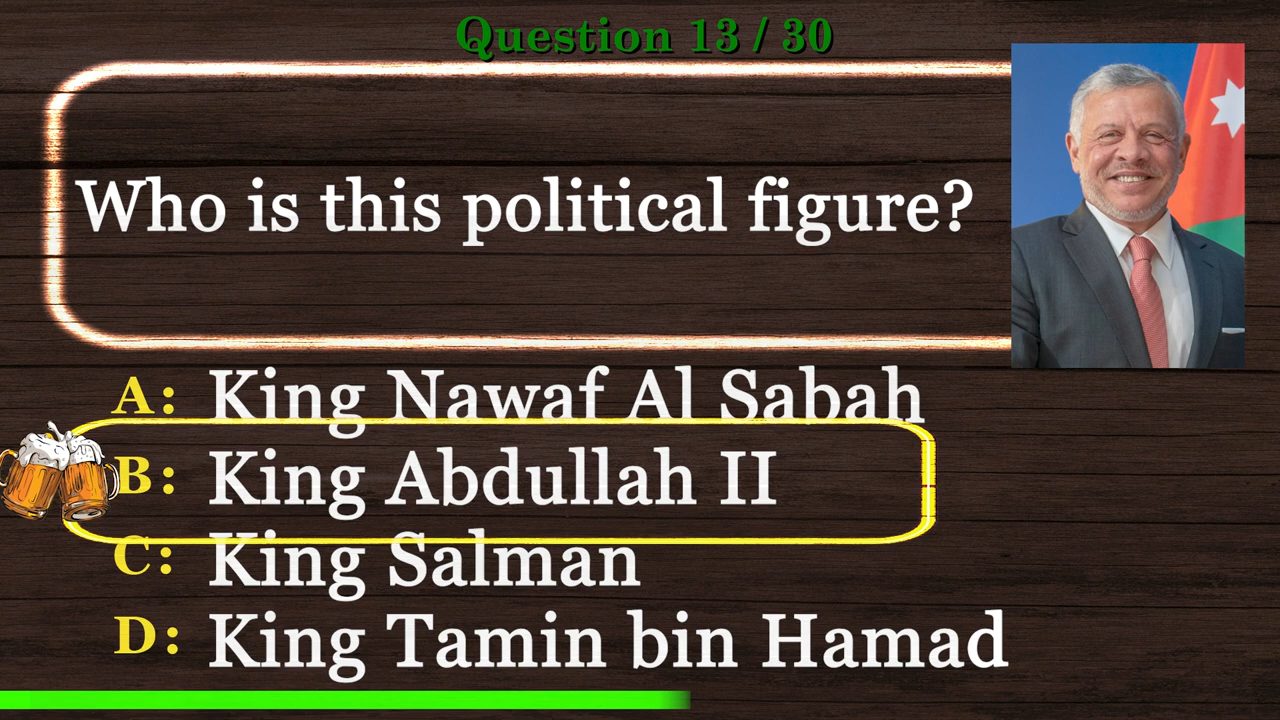 Question 13 / 30
Who is this political figure?
A: King Nawaf Al Sabah
B: King Abdullah II
C: King Salman
D: King Tamin bin Hamad